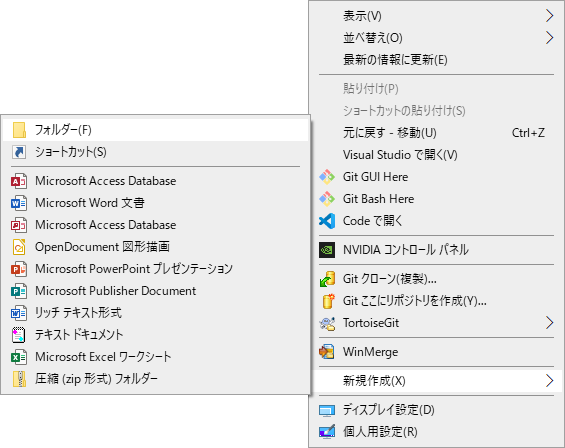 表示(V)
並べ替え(O)
最新の情報に更新(E)
貼り付け(P)
ショートカットの貼り付け(S)
元に戻す - 移動(U) Ctrl+Z
Visual Studio で開く(V)
Git GUI Here
Git Bash Here
Code で開く
NVIDIA コントロール パネル
Git クローン(複製)...
Git ここにリポジトリを作成(Y)...
TortoiseGit
WinMerge
新規作成(X)
ディスプレイ設定(D)
個人用設定(R)
フォルダー(F)
ショートカット(S)
Microsoft Access Database
Microsoft Word 文書
Microsoft Access Database
OpenDocument 図形描画
Microsoft PowerPoint プレゼンテーション
Microsoft Publisher Document
リッチ テキスト形式
テキスト ドキュメント
Microsoft Excel ワークシート
圧縮 (zip 形式) フォルダー